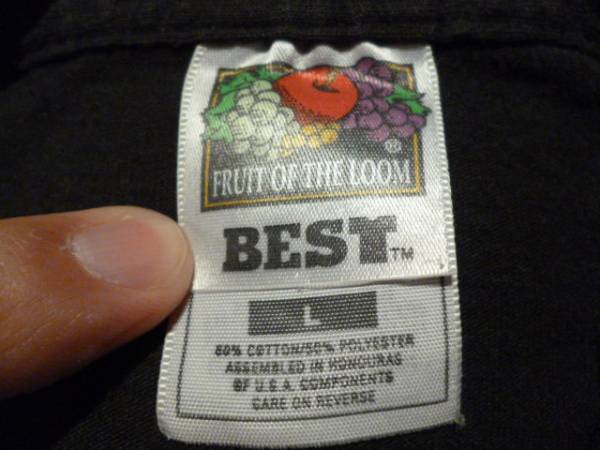 ®
FRUIT OF THE LOOM
BEST™
L
50% COTTON/50% POLYESTER
ASSEMBLED IN HONDURAS
OF U.S.A. COMPONENTS
CARE ON REVERSE